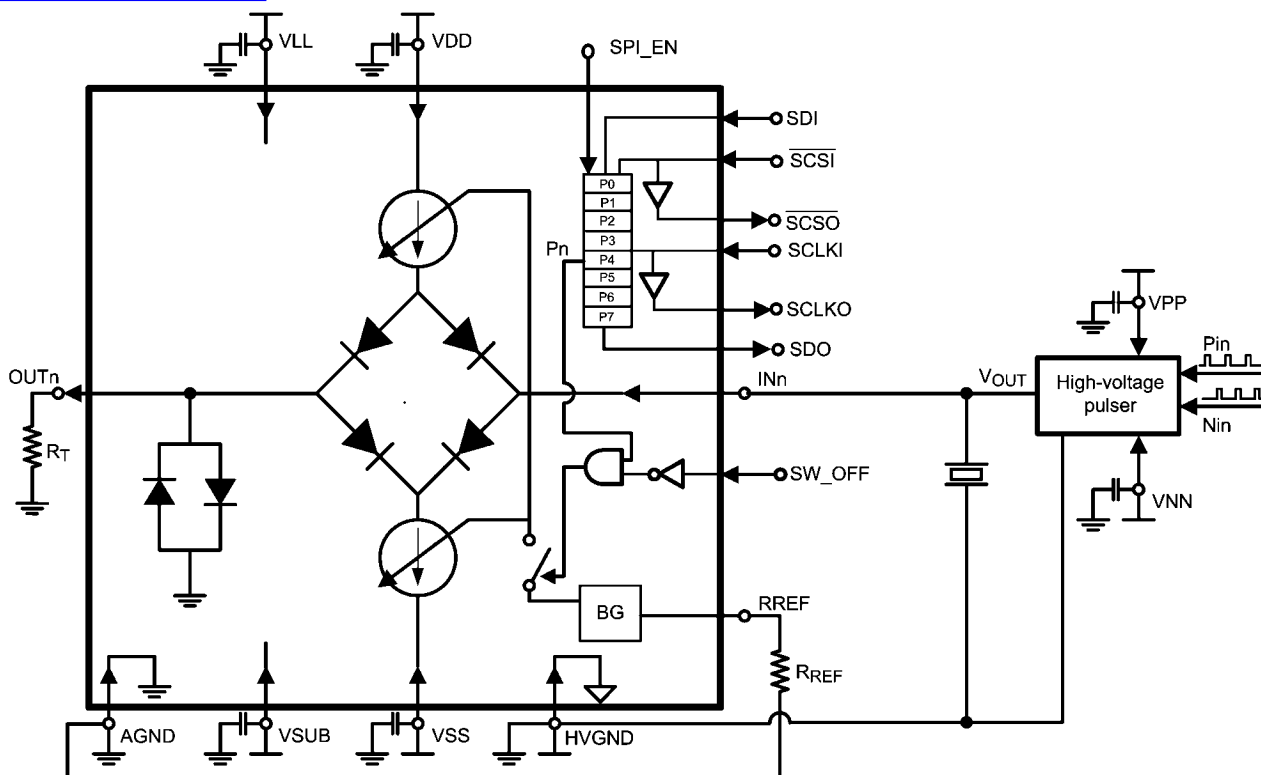 VLL
VDD
SPI_EN
SDI
SCSI
P0
P1
P2
SCSO
P3
SCLKI
Pn
P4
P5
P6
SCLKO
P7
SDO
VPP
Pin
OUTn
INn
VOUT
High-voltage
pulser
Nin
RT
SW_OFF
VNN
BG
RREF
RREF
AGND
VSUB
VSS
HVGND